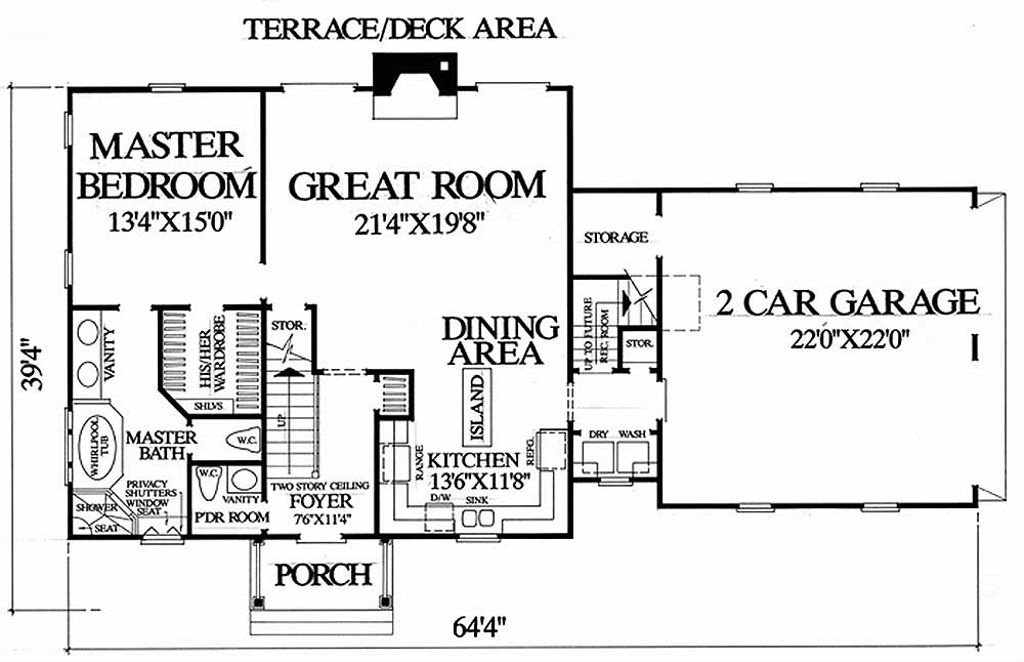 TERRACE/DECK AREA
MASTER
BEDROOM
13'4"X15'0"
GREAT ROOM
21'4"X19'8"
STORAGE
2 CAR GARAGE
22'0"X22'0"
UP TO FUTURE
REC. ROOM
STOR.
STOR.
DINING
AREA
ISLAND
VANITY
HIS/HER
WARDROBE
SHLVS.
UP
39'4"
WHIRLPOOL
TUB
MASTER
BATH
W.C.
W.C.
VANITY
P'DR ROOM
PRIVACY
SHUTTERS
WINDOW
SEAT
SHOWER
SEAT
TWO STORY CEILING
FOYER
7'6"X11'4"
RANGE
KITCHEN
13'6"X11'8"
REFG.
D/W
SINK
DRY
WASH
PORCH
64'4"